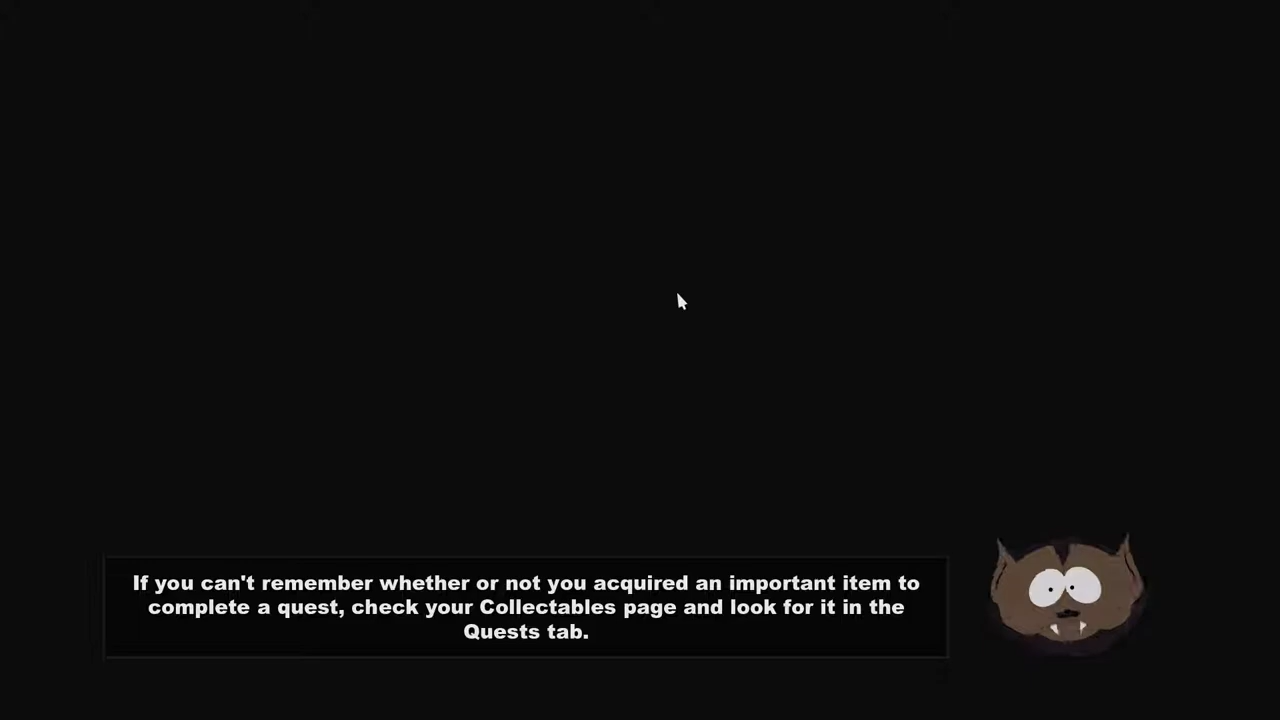 If you can't remember whether or not you acquired an important item to
complete a quest, check your Collectables page and look for it in the
Quests tab.